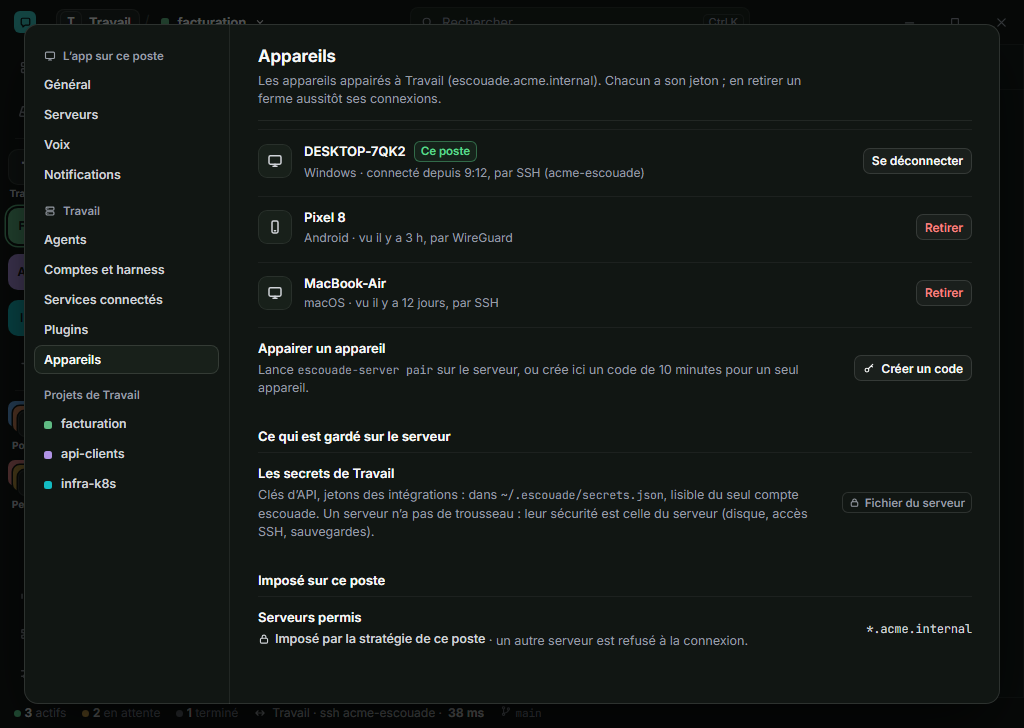 T Travail / facturation
Rechercher Ctrl K
L'app sur ce poste
Général
Serveurs
Voix
Notifications
Travail
Agents
Comptes et harness
Services connectés
Plugins
Appareils
Projets de Travail
facturation
api-clients
infra-k8s
Appareils
Les appareils appairés à Travail (escouade.acme.internal). Chacun a son jeton ; en retirer un
ferme aussitôt ses connexions.
DESKTOP-7QK2 Ce poste
Windows · connecté depuis 9:12, par SSH (acme-escouade)
Se déconnecter
Pixel 8
Android · vu il y a 3 h, par WireGuard
Retirer
MacBook-Air
macOS · vu il y a 12 jours, par SSH
Retirer
Appairer un appareil
Lance escouade-server pair sur le serveur, ou crée ici un code de 10 minutes pour un seul
appareil.
Créer un code
Ce qui est gardé sur le serveur
Les secrets de Travail
Clés d'API, jetons des intégrations : dans ~/.escouade/secrets.json, lisible du seul compte
escouade. Un serveur n'a pas de trousseau : leur sécurité est celle du serveur (disque, accès
SSH, sauvegardes).
Fichier du serveur
Imposé sur ce poste
Serveurs permis
Imposé par la stratégie de ce poste · un autre serveur est refusé à la connexion.
*.acme.internal
3 actifs 2 en attente 1 terminé Travail · ssh acme-escouade · 38 ms main